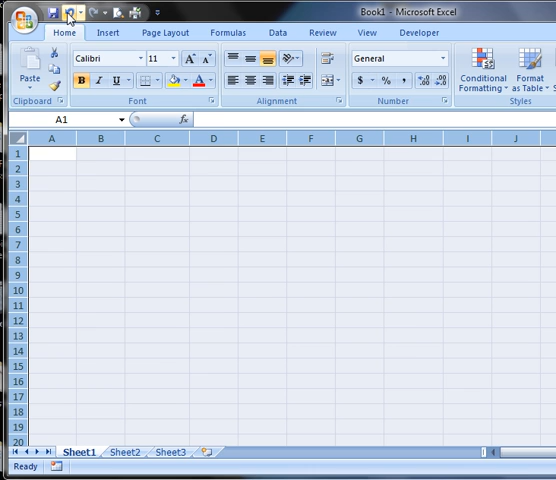 Book1 - Microsoft Excel
Home Insert Page Layout Formulas Data Review View Developer
Calibri 11 General
Paste
B I U $ % ,
Conditional Formatting
Format as Table
Clipboard Font Alignment Number Styles
A1 fx
A B C D E F G H I J
1
2
3
4
5
6
7
8
9
10
11
12
13
14
15
16
17
18
19
20
Sheet1 Sheet2 Sheet3
Ready